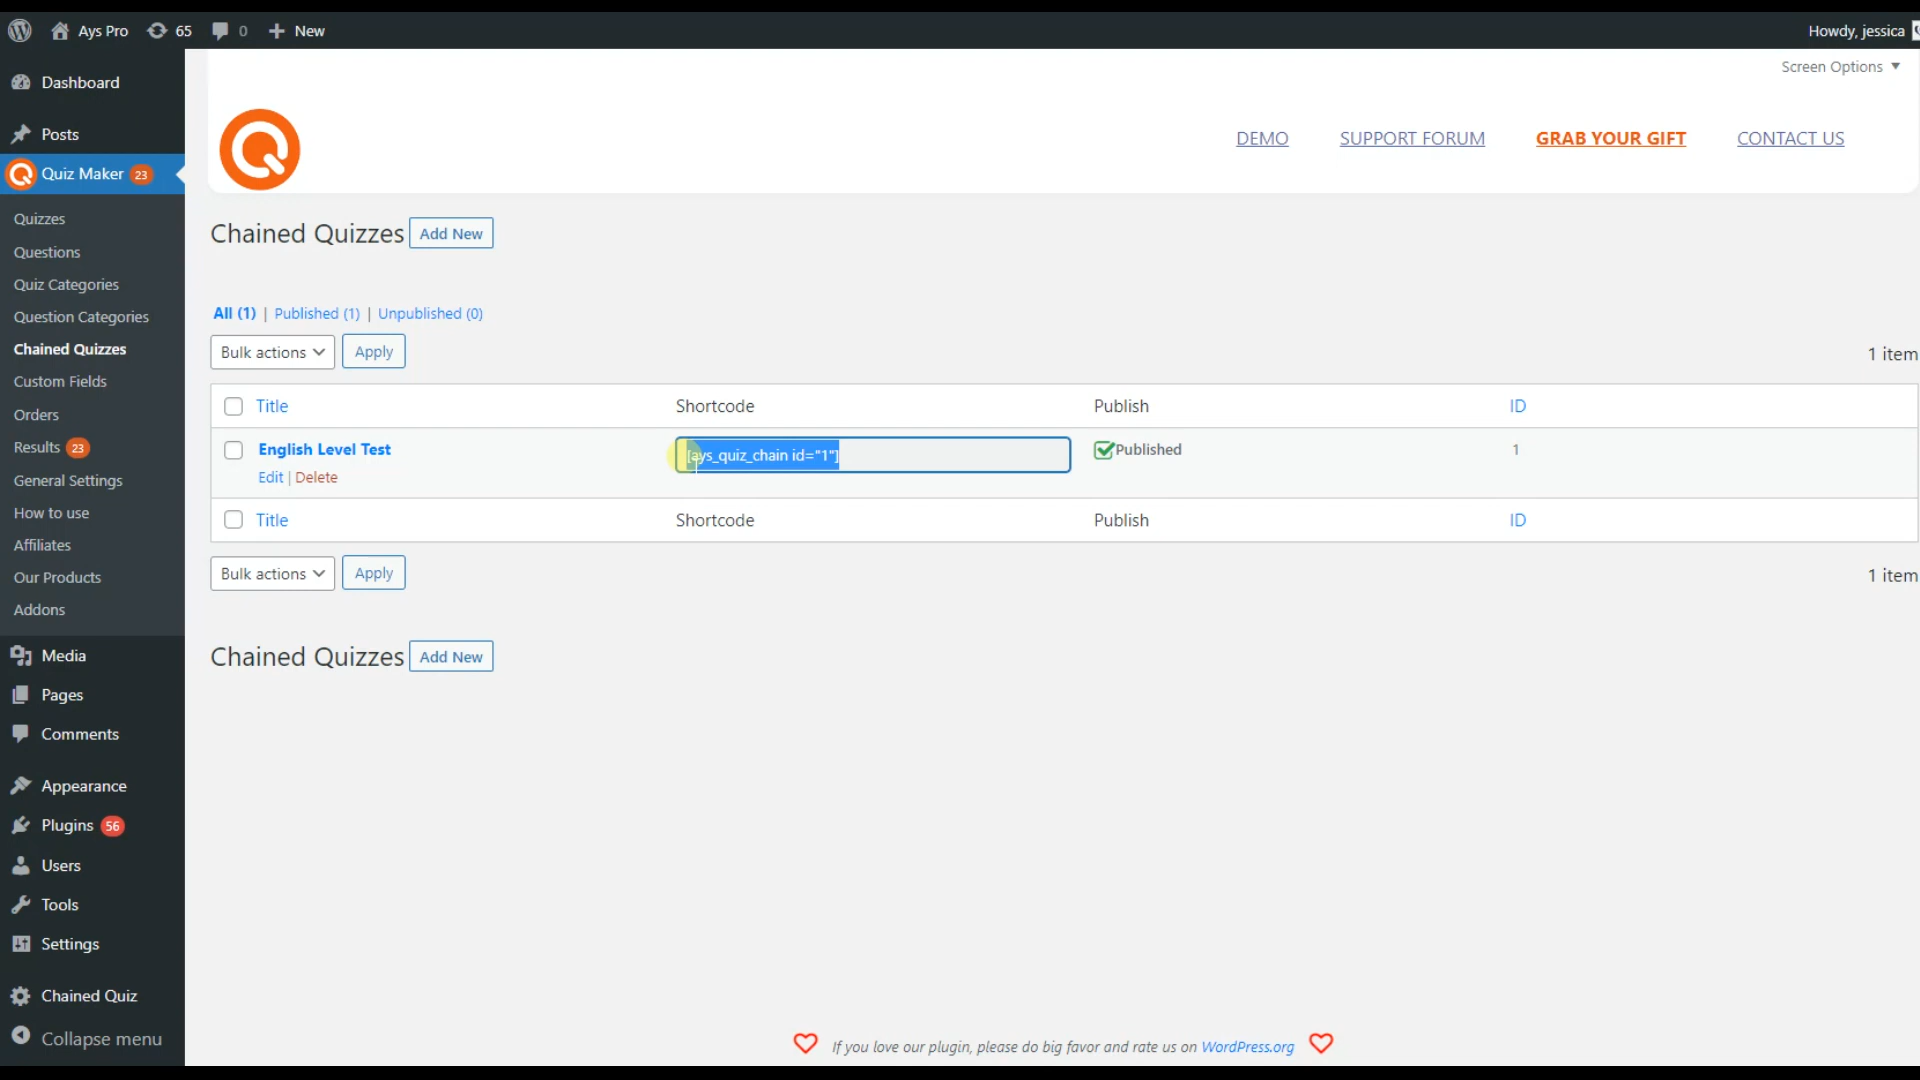 Ays Pro 65 0 New Howdy, jessica
Screen Options
Dashboard
Posts
Quiz Maker 23
Quizzes
Questions
Quiz Categories
Question Categories
Chained Quizzes
Custom Fields
Orders
Results 23
General Settings
How to use
Affiliates
Our Products
Addons
Media
Pages
Comments
Appearance
Plugins 56
Users
Tools
Settings
Chained Quiz
Collapse menu
DEMO SUPPORT FORUM GRAB YOUR GIFT CONTACT US
Chained Quizzes Add New
All (1) | Published (1) | Unpublished (0)
Bulk actions Apply 1 item
Title Shortcode Publish ID
English Level Test [ays_quiz_chain id="1"] Published 1
Edit | Delete
Title Shortcode Publish ID
Bulk actions Apply 1 item
Chained Quizzes Add New
If you love our plugin, please do big favor and rate us on WordPress.org